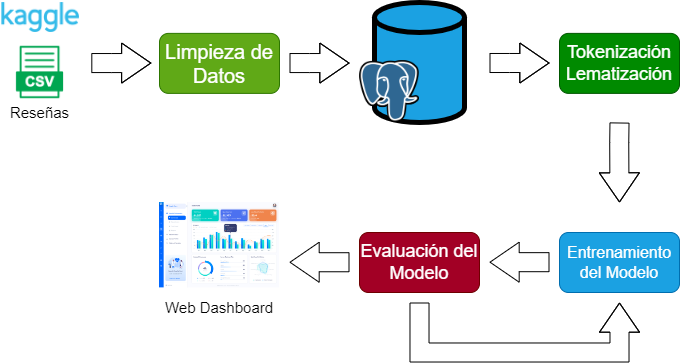 kaggle
CSV
Reseñas
Limpieza de
Datos
Tokenización
Lematización
Entrenamiento
del Modelo
Evaluación del
Modelo
Web Dashboard